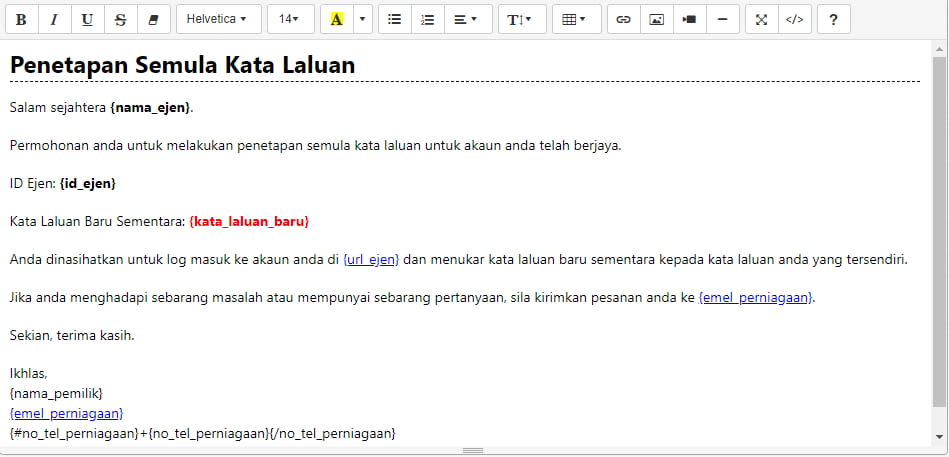 B I U S Helvetica 14 A T </> ?
Penetapan Semula Kata Laluan
Salam sejahtera {nama_ejen}.
Permohonan anda untuk melakukan penetapan semula kata laluan untuk akaun anda telah berjaya.
ID Ejen: {id_ejen}
Kata Laluan Baru Sementara: {kata_laluan_baru}
Anda dinasihatkan untuk log masuk ke akaun anda di {url_ejen} dan menukar kata laluan baru sementara kepada kata laluan anda yang tersendiri.
Jika anda menghadapi sebarang masalah atau mempunyai sebarang pertanyaan, sila kirimkan pesanan anda ke {emel_perniagaan}.
Sekian, terima kasih.
Ikhlas,
{nama_pemilik}
{emel_perniagaan}
{#no_tel_perniagaan}+{no_tel_perniagaan}{/no_tel_perniagaan}